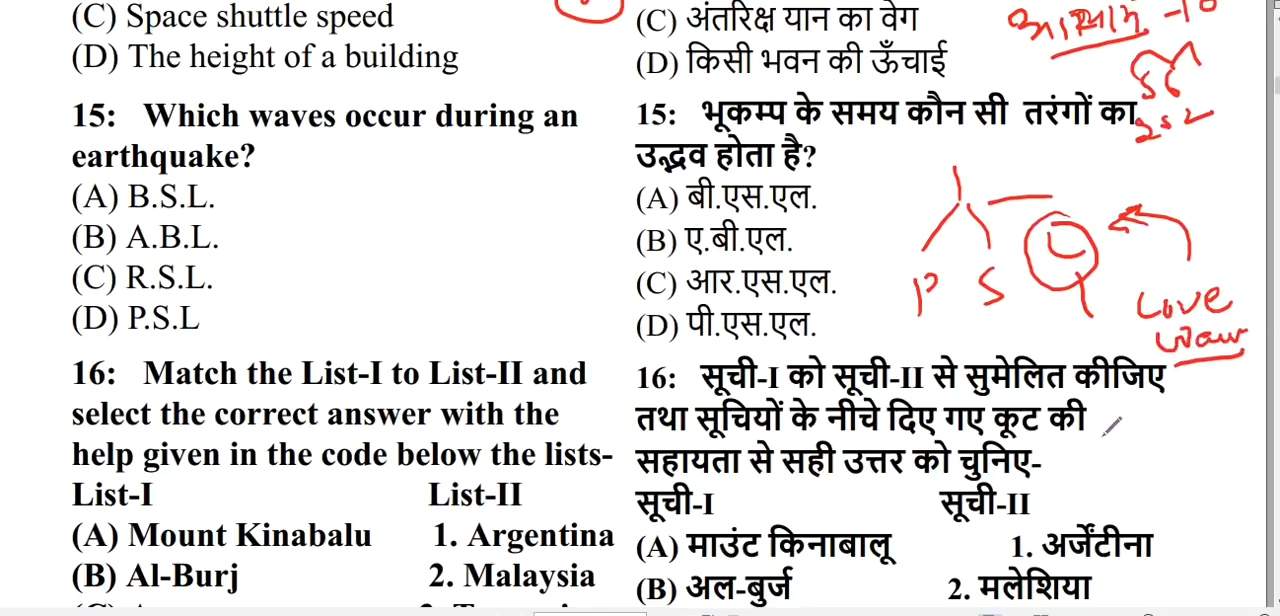 (C) Space shuttle speed
(D) The height of a building
15: Which waves occur during an
earthquake?
(A) B.S.L.
(B) A.B.L.
(C) R.S.L.
(D) P.S.L
16: Match the List-I to List-II and
select the correct answer with the
help given in the code below the lists-
List-I List-II
(A) Mount Kinabalu 1. Argentina
(B) Al-Burj 2. Malaysia
(C) अंतरिक्ष यान का वेग
(D) किसी भवन की ऊँचाई
15: भूकम्प के समय कौन सी तरंगों का
उद्भव होता है?
(A) बी.एस.एल.
(B) ए.बी.एल.
(C) आर.एस.एल.
(D) पी.एस.एल.
P S L
Love
wave
16: सूची-I को सूची-II से सुमेलित कीजिए
तथा सूचियों के नीचे दिए गए कूट की
सहायता से सही उत्तर को चुनिए-
सूची-I सूची-II
(A) माउंट किनाबालू 1. अर्जेंटीना
(B) अल-बुर्ज 2. मलेशिया